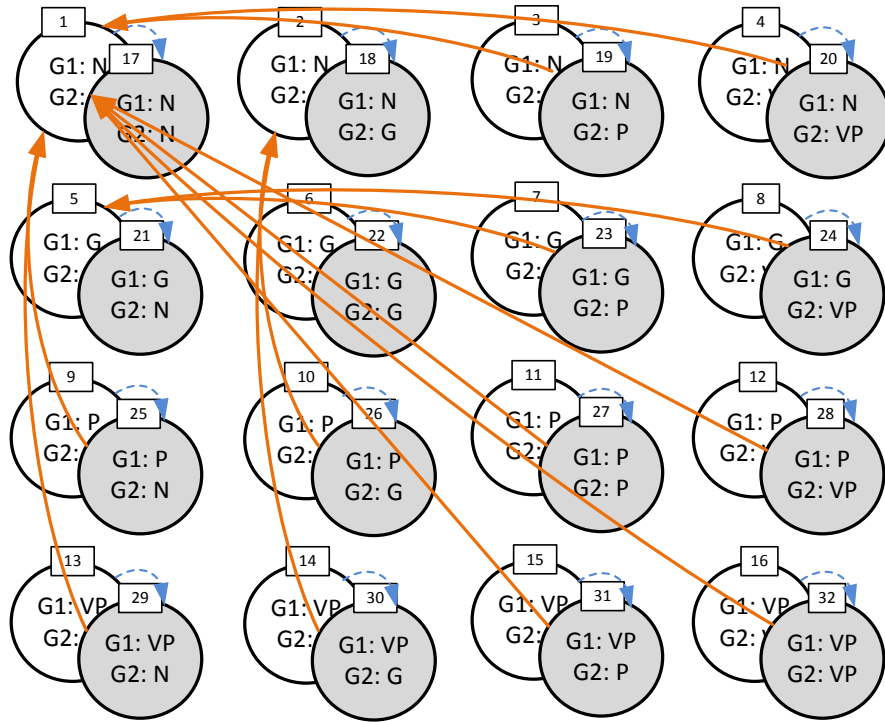 1
G1: N
G2:
17
G1: N
G2: N
2
G1: N
G2:
18
G1: N
G2: G
3
G1: N
G2:
19
G1: N
G2: P
4
G1: N
G2:
20
G1: N
G2: VP
5
G1: G
G2:
21
G1: G
G2: N
6
G1: G
G2:
22
G1: G
G2: G
7
G1: G
G2:
23
G1: G
G2: P
8
G1: G
G2:
24
G1: G
G2: VP
9
G1: P
G2:
25
G1: P
G2: N
10
G1: P
G2:
26
G1: P
G2: G
11
G1: P
G2:
27
G1: P
G2: P
12
G1: P
G2:
28
G1: P
G2: VP
13
G1: VP
G2:
29
G1: VP
G2: N
14
G1: VP
G2:
30
G1: VP
G2: G
15
G1: VP
G2:
31
G1: VP
G2: P
16
G1: VP
G2:
32
G1: VP
G2: VP